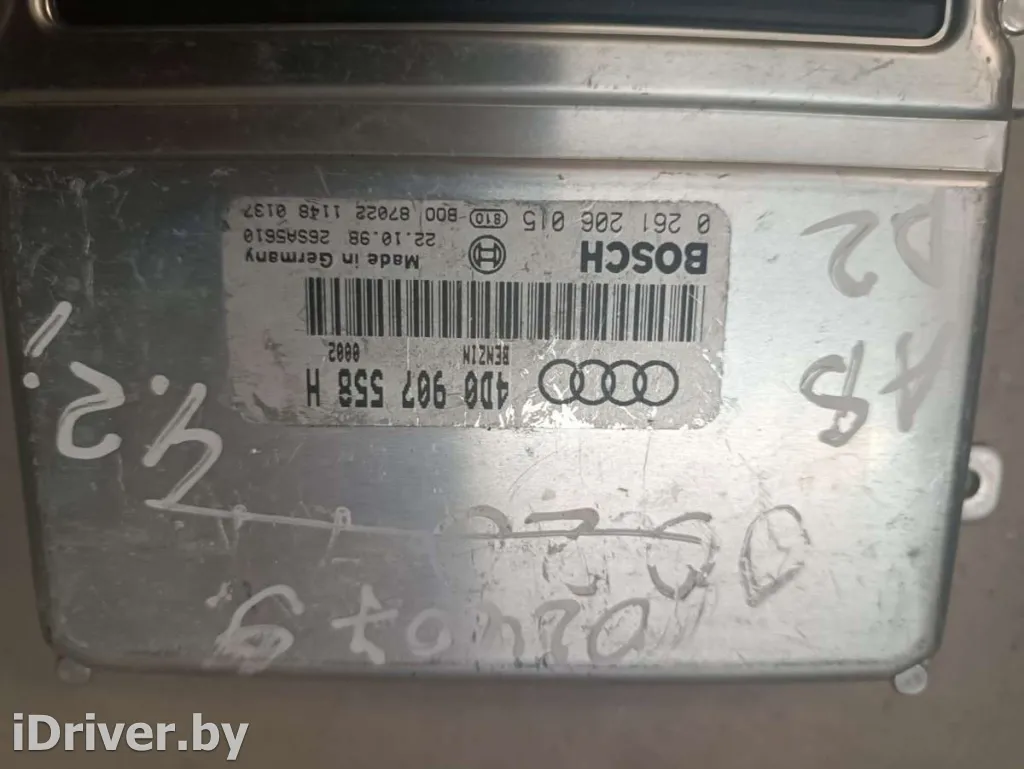 4D0 907 558 H
BENZIN 0002
BOSCH Made in Germany
22.10.98 26SA5610
0 261 206 015 810 B00 87022 1148 0137
D2
A8
4.2.
iDriver.by